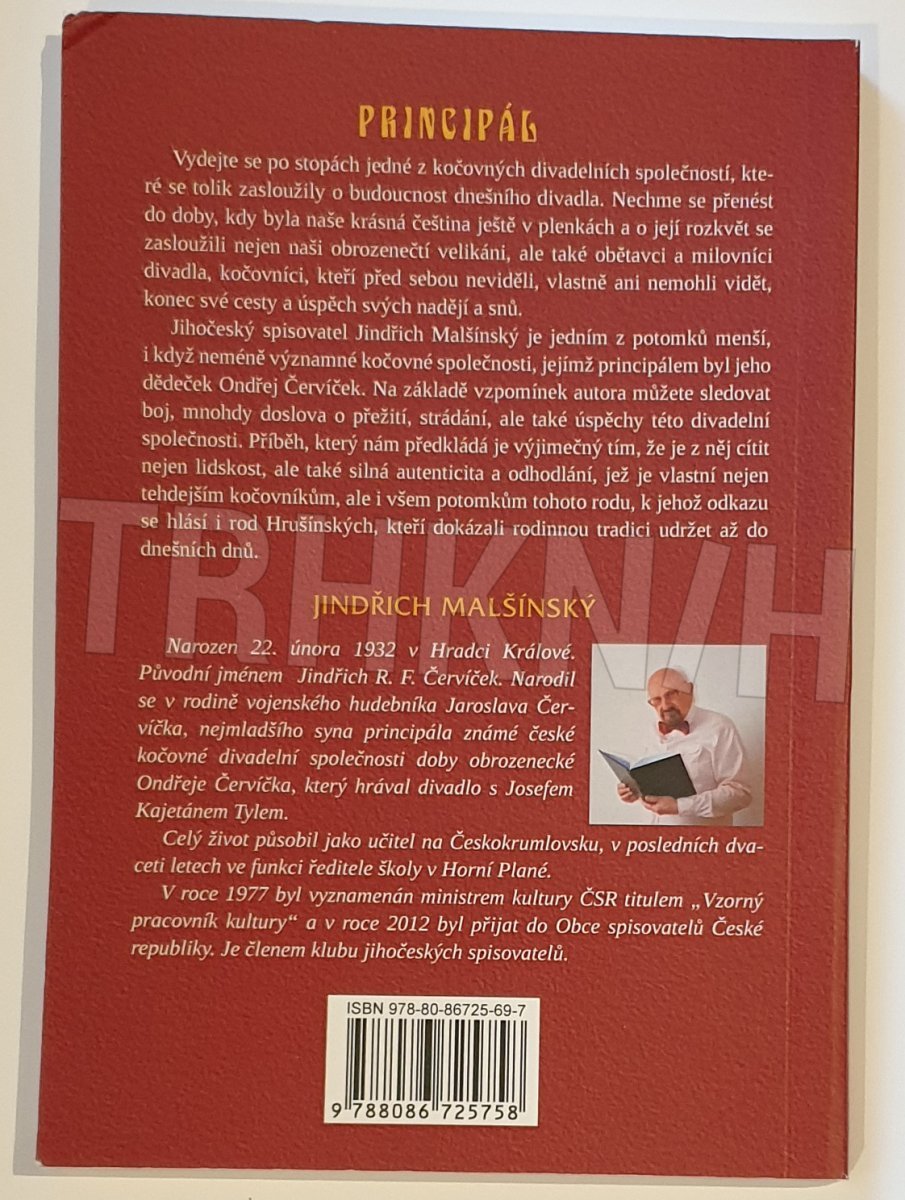 PRINCIPÁL
Vydejte se po stopách jedné z kočovných divadelních společností, kte-
ré se tolik zasloužily o budoucnost dnešního divadla. Nechme se přenést
do doby, kdy byla naše krásná čeština ještě v plenkách a o její rozkvět se
zasloužili nejen naši obrozenečtí velikáni, ale také obětavci a milovníci
divadla, kočovníci, kteří před sebou neviděli, vlastně ani nemohli vidět,
konec své cesty a úspěch svých nadějí a snů.
Jihočeský spisovatel Jindřich Malšínský je jedním z potomků menší,
i když neméně významné kočovné společnosti, jejímž principálem byl jeho
dědeček Ondřej Červíček. Na základě vzpomínek autora můžete sledovat
boj, mnohdy doslova o přežití, strádání, ale také úspěchy této divadelní
společnosti. Příběh, který nám předkládá je výjimečný tím, že je z něj cítit
nejen lidskost, ale také silná autenticita a odhodlání, jež je vlastní nejen
tehdejším kočovníkům, ale i všem potomkům tohoto rodu, k jehož odkazu
se hlásí i rod Hrušínských, kteří dokázali rodinnou tradici udržet až do
dnešních dnů.
TRHKN/H
JINDŘICH MALŠÍNSKÝ
Narozen 22. února 1932 v Hradci Králové.
Původní jménem Jindřich R. F. Červíček. Narodil
se v rodině vojenského hudebníka Jaroslava Čer-
víčka, nejmladšího syna principála známé české
kočovné divadelní společnosti doby obrozenecké
Ondřeje Červíčka, který hrával divadlo s Josefem
Kajetánem Tylem.
Celý život působil jako učitel na Českokrumlovsku, v posledních dva-
ceti letech ve funkci ředitele školy v Horní Plané.
V roce 1977 byl vyznamenán ministrem kultury ČSR titulem „Vzorný
pracovník kultury“ a v roce 2012 byl přijat do Obce spisovatelů České
republiky. Je členem klubu jihočeských spisovatelů.
ISBN 978-80-86725-69-7
9 788086 725758